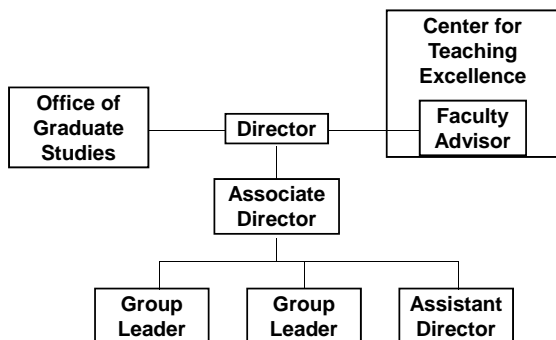 Center for
Teaching
Excellence
Office of
Graduate
Studies
Director
Faculty
Advisor
Associate
Director
Group
Leader
Group
Leader
Assistant
Director